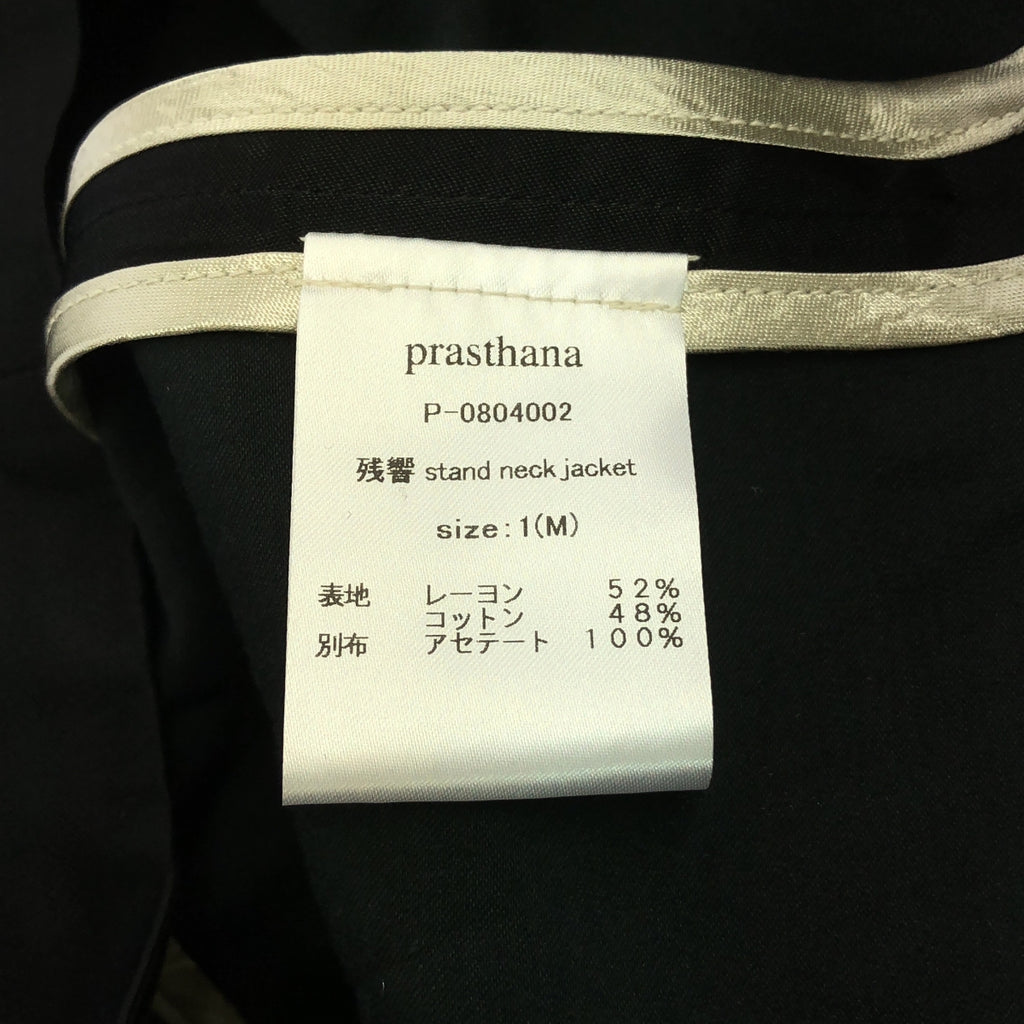 prasthana
P-0804002
残響 stand neck jacket
size:1(M)
表地 レーヨン 52%
コットン 48%
別布 アセテート 100%